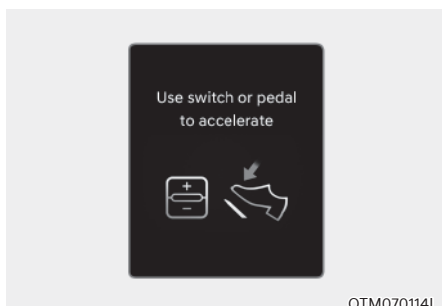 Use switch or pedal
to accelerate
+
−
OTM070114L